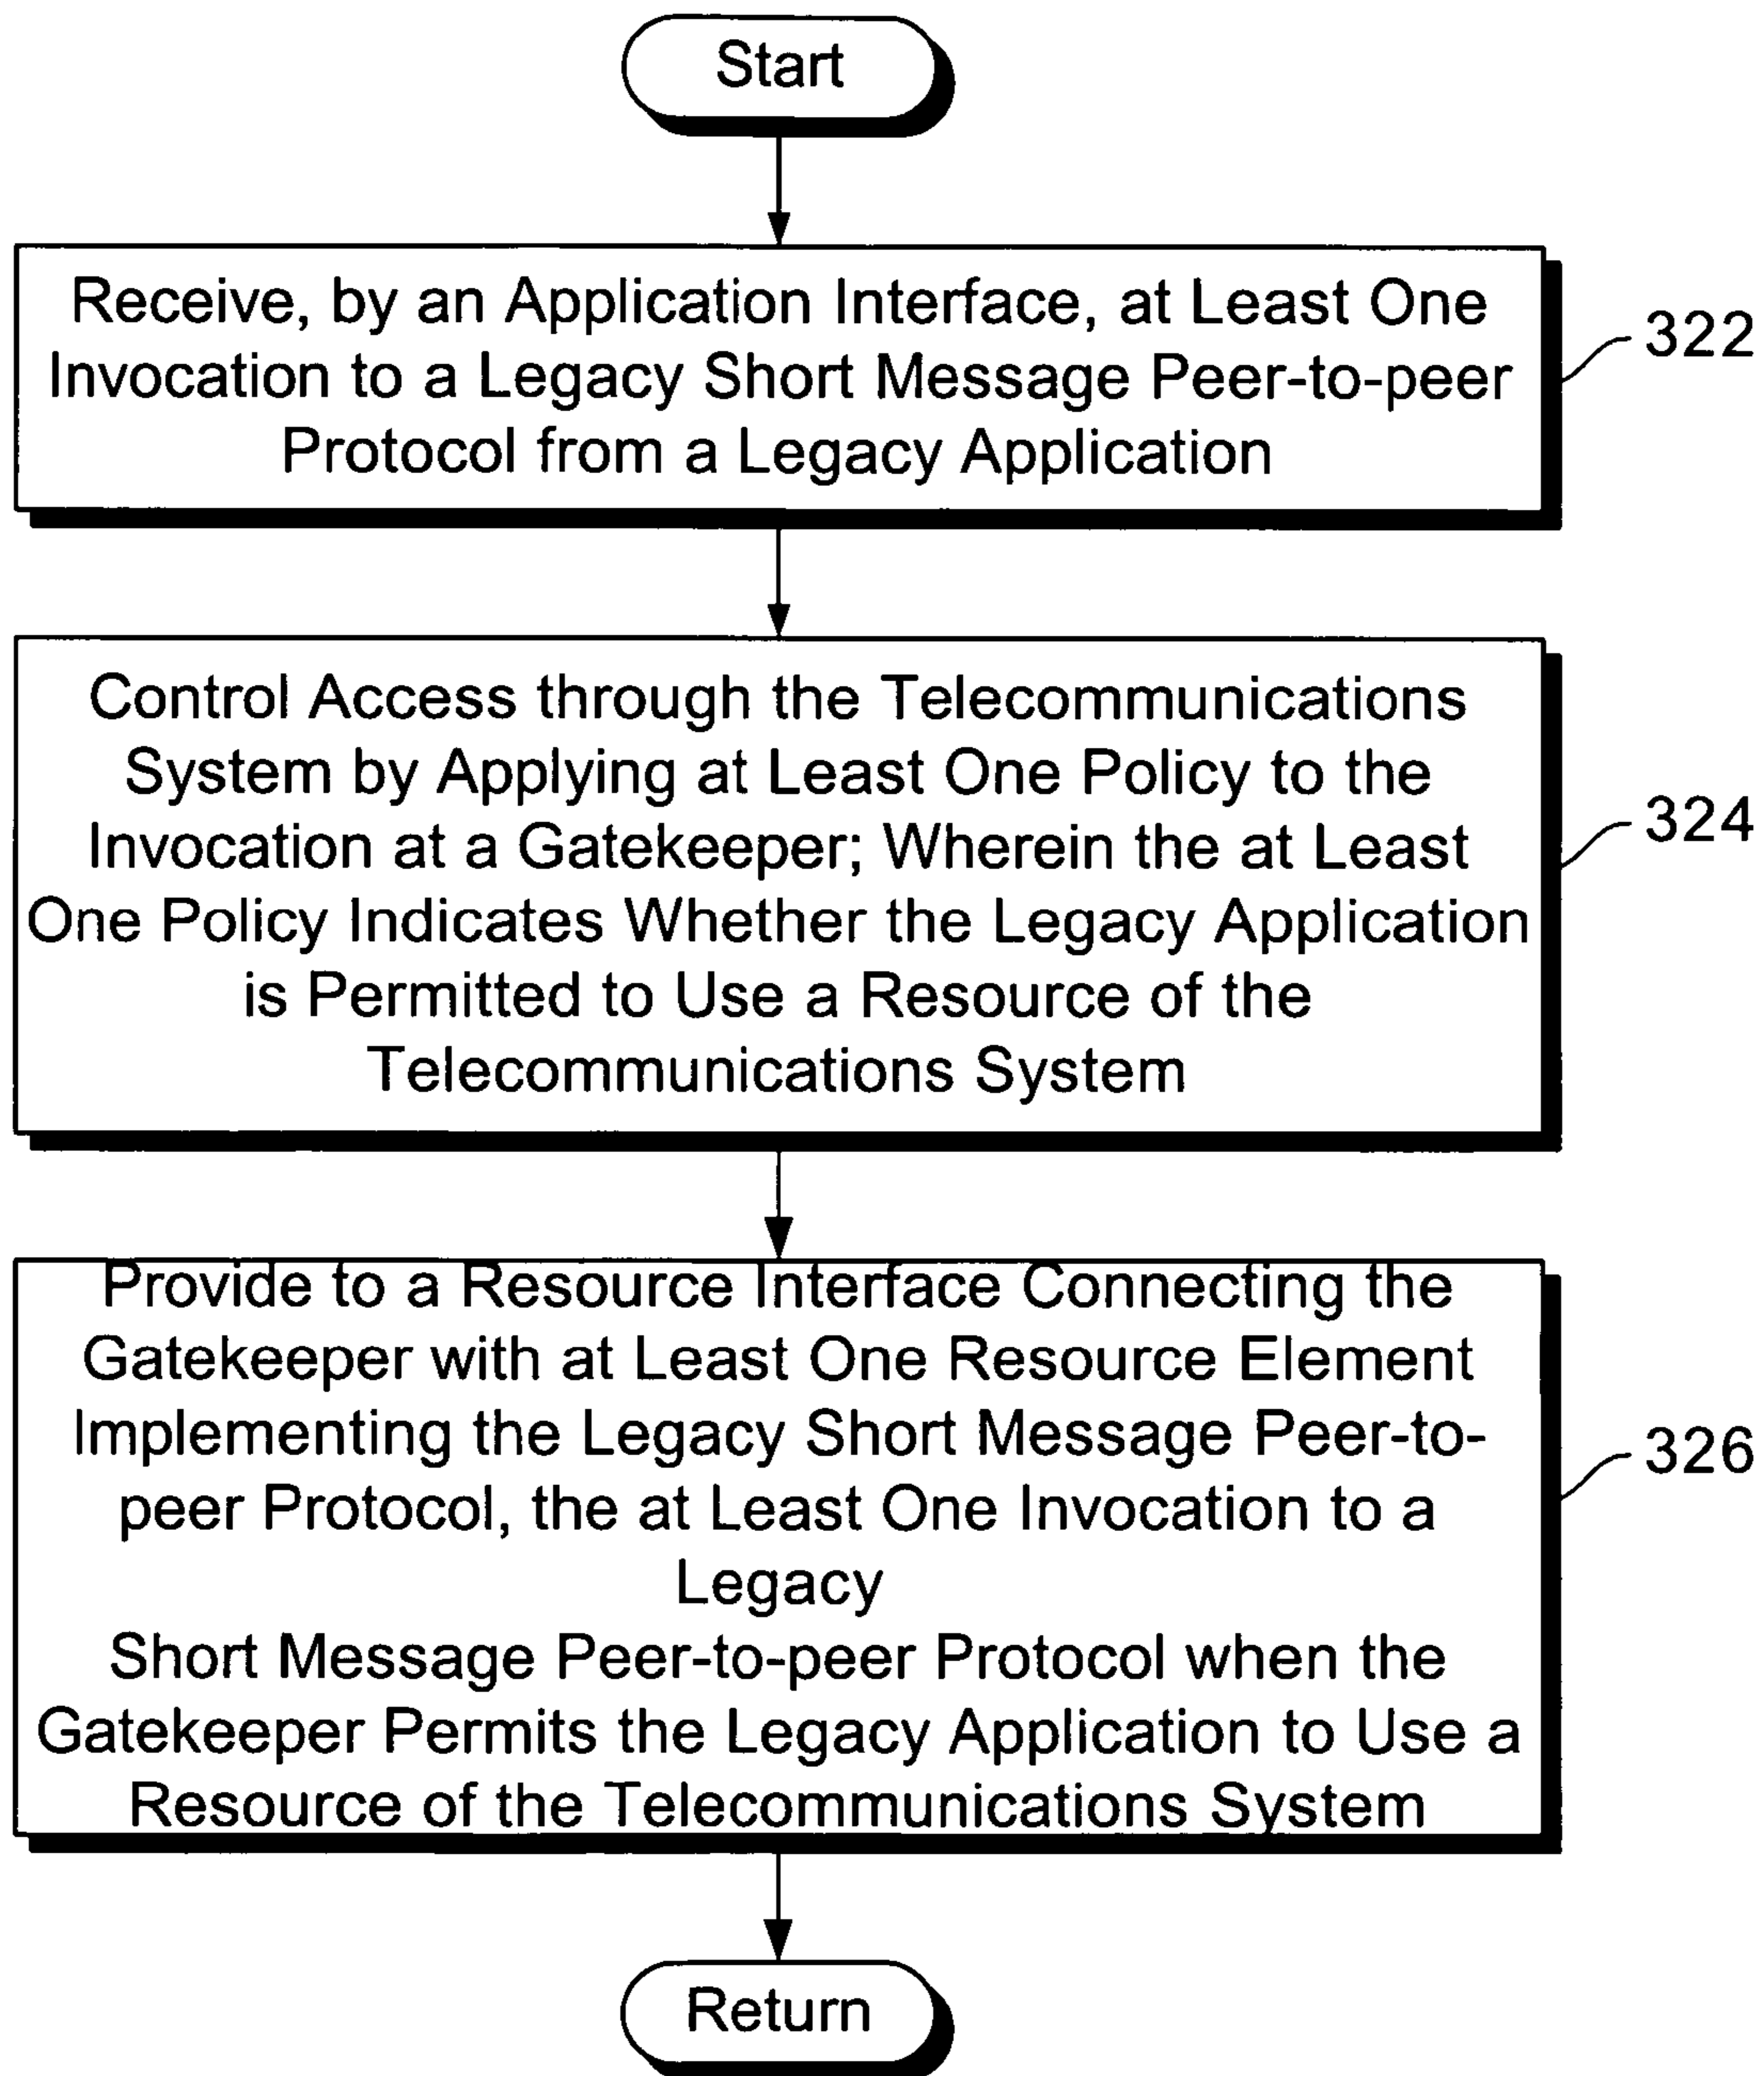 Start
Receive, by an Application Interface, at Least One
Invocation to a Legacy Short Message Peer-to-peer
Protocol from a Legacy Application
322
Control Access through the Telecommunications
System by Applying at Least One Policy to the
Invocation at a Gatekeeper; Wherein the at Least
One Policy Indicates Whether the Legacy Application
is Permitted to Use a Resource of the
Telecommunications System
324
Provide to a Resource Interface Connecting the
Gatekeeper with at Least One Resource Element
Implementing the Legacy Short Message Peer-to-
peer Protocol, the at Least One Invocation to a
Legacy
Short Message Peer-to-peer Protocol when the
Gatekeeper Permits the Legacy Application to Use a
Resource of the Telecommunications System
326
Return